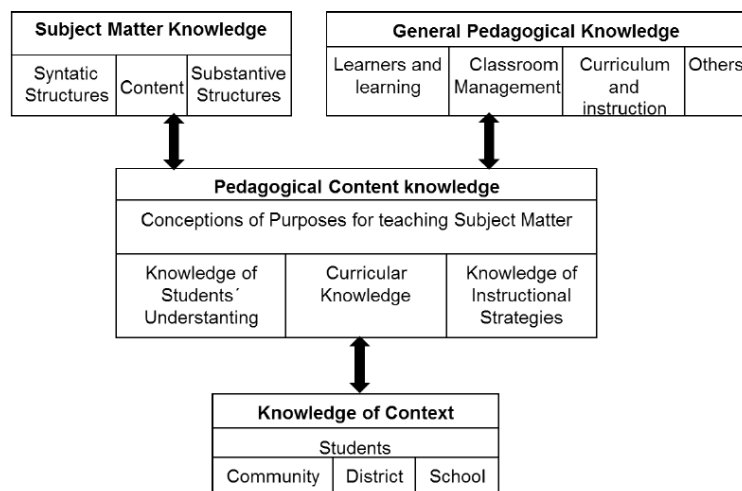 Subject Matter Knowledge
Syntatic
Structures
Content
Substantive
Structures
General Pedagogical Knowledge
Learners and
learning
Classroom
Management
Curriculum
and
instruction
Others
Pedagogical Content knowledge
Conceptions of Purposes for teaching Subject Matter
Knowledge of
Students´
Understanting
Curricular
Knowledge
Knowledge of
Instructional
Strategies
Knowledge of Context
Students
Community
District
School